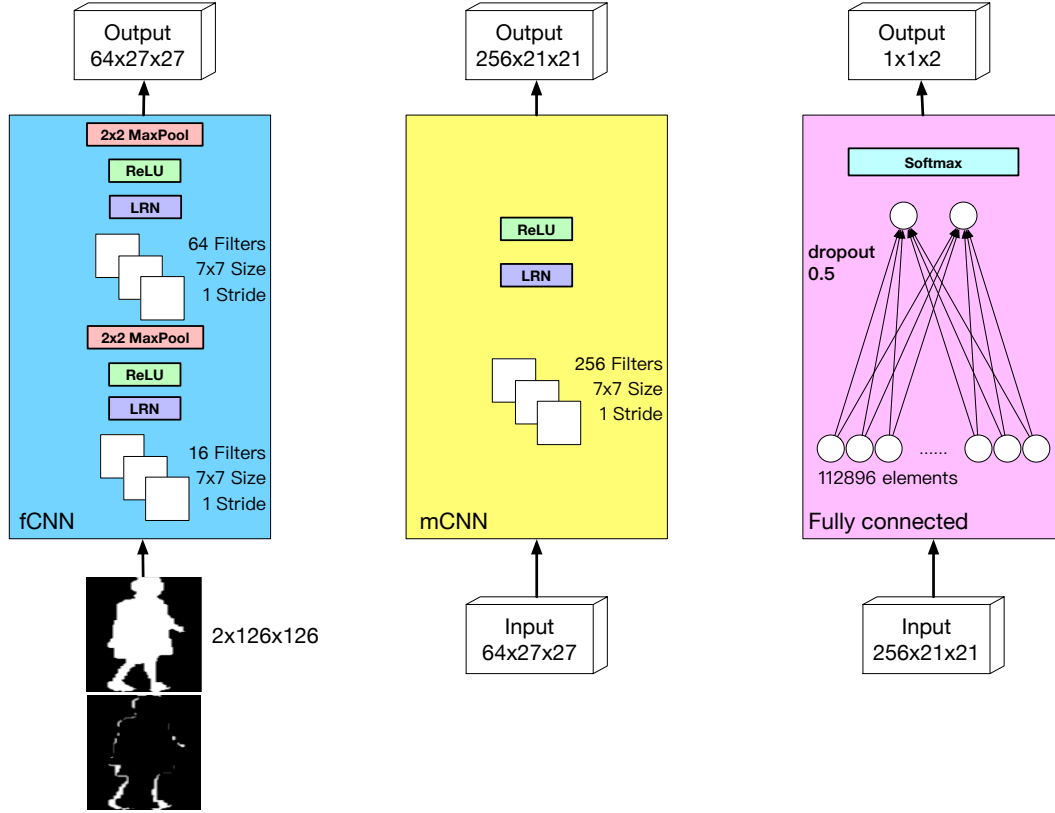 Output
64x27x27
2x2 MaxPool
ReLU
LRN
64 Filters
7x7 Size
1 Stride
2x2 MaxPool
ReLU
LRN
16 Filters
7x7 Size
1 Stride
fCNN
2x126x126
Output
256x21x21
ReLU
LRN
256 Filters
7x7 Size
1 Stride
mCNN
Input
64x27x27
Output
1x1x2
Softmax
dropout
0.5
......
112896 elements
Fully connected
Input
256x21x21